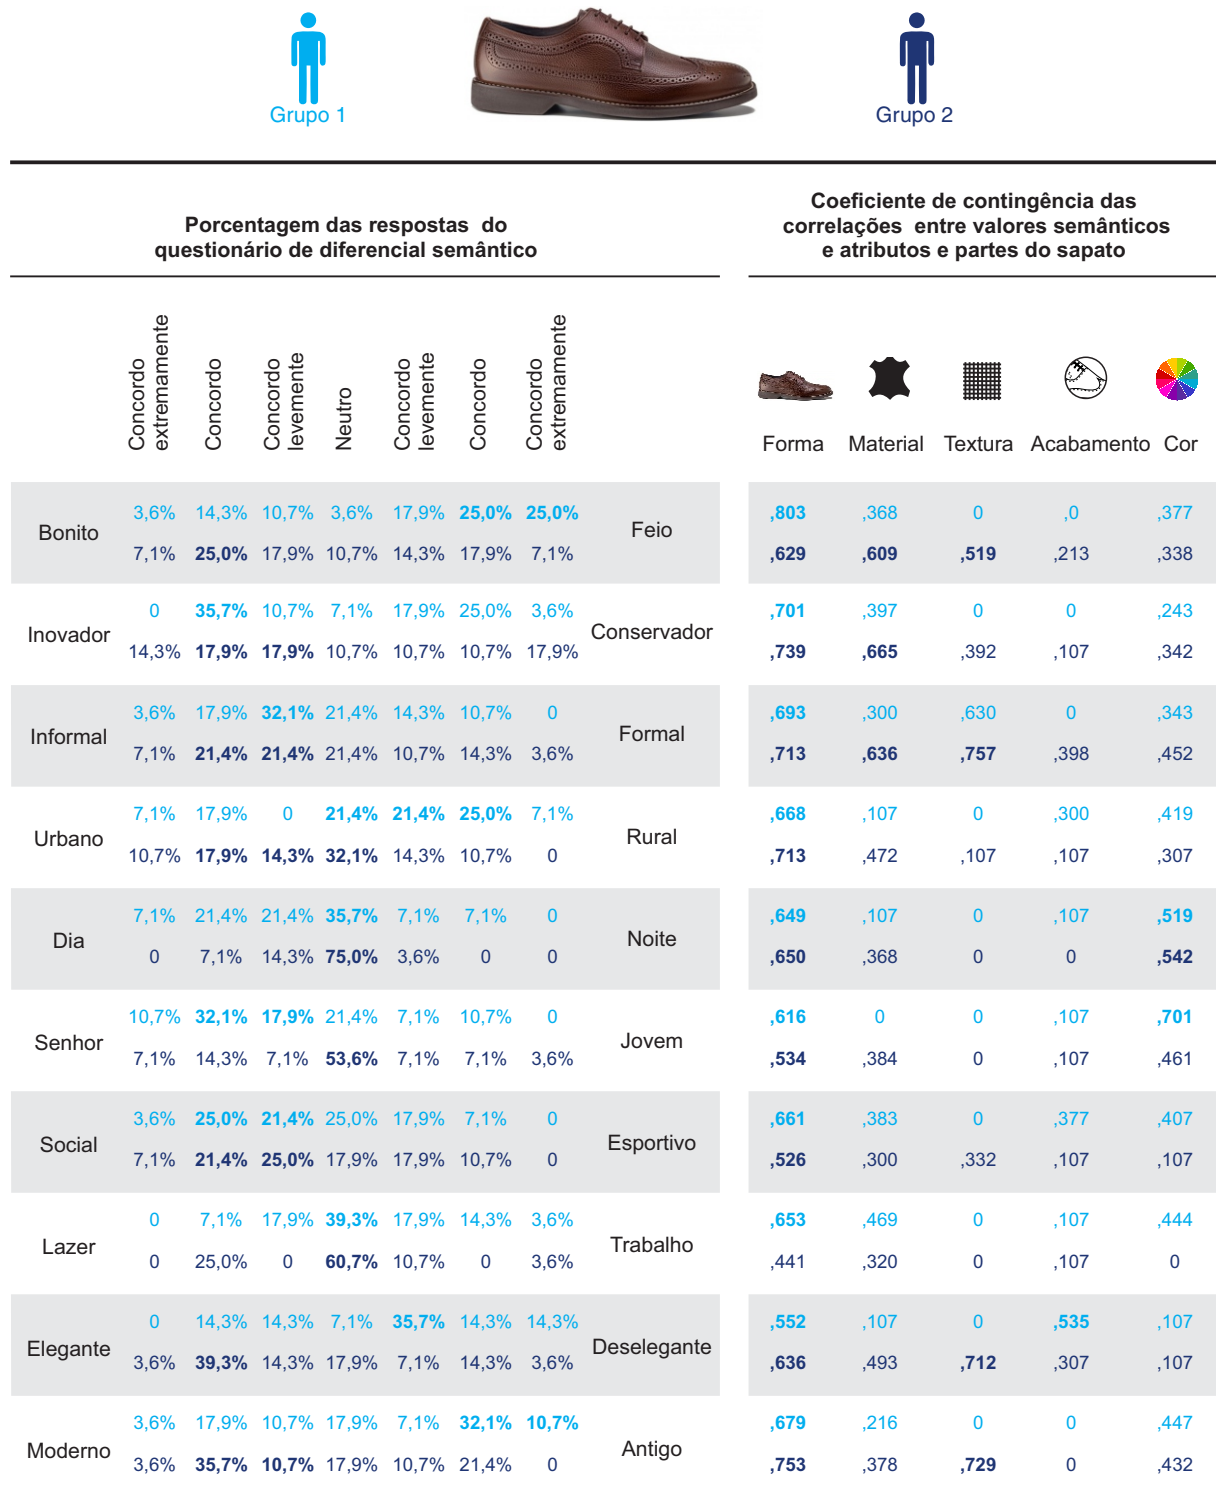 Grupo 1
Grupo 2
Porcentagem das respostas do
questionário de diferencial semântico
Coeficiente de contingência das
correlações entre valores semânticos
e atributos e partes do sapato
Concordo extremamente
Concordo
Concordo levemente
Neutro
Concordo levemente
Concordo
Concordo extremamente
Forma Material Textura Acabamento Cor
3,6% 14,3% 10,7% 3,6% 17,9% 25,0% 25,0% ,803 ,368 0 ,0 ,377
Bonito Feio
7,1% 25,0% 17,9% 10,7% 14,3% 17,9% 7,1% ,629 ,609 ,519 ,213 ,338
0 35,7% 10,7% 7,1% 17,9% 25,0% 3,6% ,701 ,397 0 0 ,243
Inovador Conservador
14,3% 17,9% 17,9% 10,7% 10,7% 10,7% 17,9% ,739 ,665 ,392 ,107 ,342
3,6% 17,9% 32,1% 21,4% 14,3% 10,7% 0 ,693 ,300 ,630 0 ,343
Informal Formal
7,1% 21,4% 21,4% 21,4% 10,7% 14,3% 3,6% ,713 ,636 ,757 ,398 ,452
7,1% 17,9% 0 21,4% 21,4% 25,0% 7,1% ,668 ,107 0 ,300 ,419
Urbano Rural
10,7% 17,9% 14,3% 32,1% 14,3% 10,7% 0 ,713 ,472 ,107 ,107 ,307
7,1% 21,4% 21,4% 35,7% 7,1% 7,1% 0 ,649 ,107 0 ,107 ,519
Dia Noite
0 7,1% 14,3% 75,0% 3,6% 0 0 ,650 ,368 0 0 ,542
10,7% 32,1% 17,9% 21,4% 7,1% 10,7% 0 ,616 0 0 ,107 ,701
Senhor Jovem
7,1% 14,3% 7,1% 53,6% 7,1% 7,1% 3,6% ,534 ,384 0 ,107 ,461
3,6% 25,0% 21,4% 25,0% 17,9% 7,1% 0 ,661 ,383 0 ,377 ,407
Social Esportivo
7,1% 21,4% 25,0% 17,9% 17,9% 10,7% 0 ,526 ,300 ,332 ,107 ,107
0 7,1% 17,9% 39,3% 17,9% 14,3% 3,6% ,653 ,469 0 ,107 ,444
Lazer Trabalho
0 25,0% 0 60,7% 10,7% 0 3,6% ,441 ,320 0 ,107 0
0 14,3% 14,3% 7,1% 35,7% 14,3% 14,3% ,552 ,107 0 ,535 ,107
Elegante Deselegante
3,6% 39,3% 14,3% 17,9% 7,1% 14,3% 3,6% ,636 ,493 ,712 ,307 ,107
3,6% 17,9% 10,7% 17,9% 7,1% 32,1% 10,7% ,679 ,216 0 0 ,447
Moderno Antigo
3,6% 35,7% 10,7% 17,9% 10,7% 21,4% 0 ,753 ,378 ,729 0 ,432